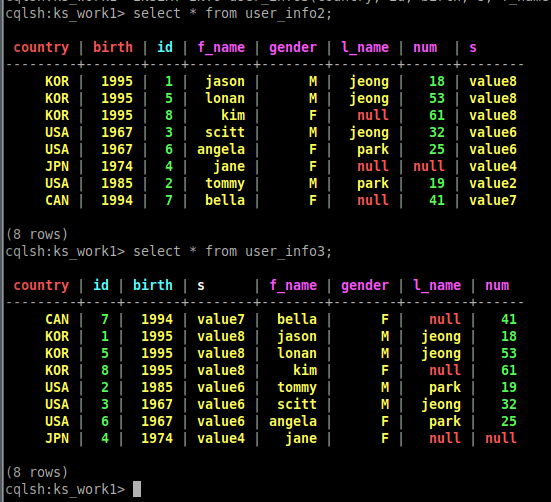 cqlsh:ks_work1> select * from user_info2;
country | birth | id | f_name | gender | l_name | num | s
---------+-------+----+--------+--------+--------+------+--------
KOR | 1995 | 1 | jason | M | jeong | 18 | value8
KOR | 1995 | 5 | lonan | M | jeong | 53 | value8
KOR | 1995 | 8 | kim | F | null | 61 | value8
USA | 1967 | 3 | scitt | M | jeong | 32 | value6
USA | 1967 | 6 | angela | F | park | 25 | value6
JPN | 1974 | 4 | jane | F | null | null | value4
USA | 1985 | 2 | tommy | M | park | 19 | value2
CAN | 1994 | 7 | bella | F | null | 41 | value7
(8 rows)
cqlsh:ks_work1> select * from user_info3;
country | id | birth | s | f_name | gender | l_name | num
---------+----+-------+--------+--------+--------+--------+------
CAN | 7 | 1994 | value7 | bella | F | null | 41
KOR | 1 | 1995 | value8 | jason | M | jeong | 18
KOR | 5 | 1995 | value8 | lonan | M | jeong | 53
KOR | 8 | 1995 | value8 | kim | F | null | 61
USA | 2 | 1985 | value6 | tommy | M | park | 19
USA | 3 | 1967 | value6 | scitt | M | jeong | 32
USA | 6 | 1967 | value6 | angela | F | park | 25
JPN | 4 | 1974 | value4 | jane | F | null | null
(8 rows)
cqlsh:ks_work1>